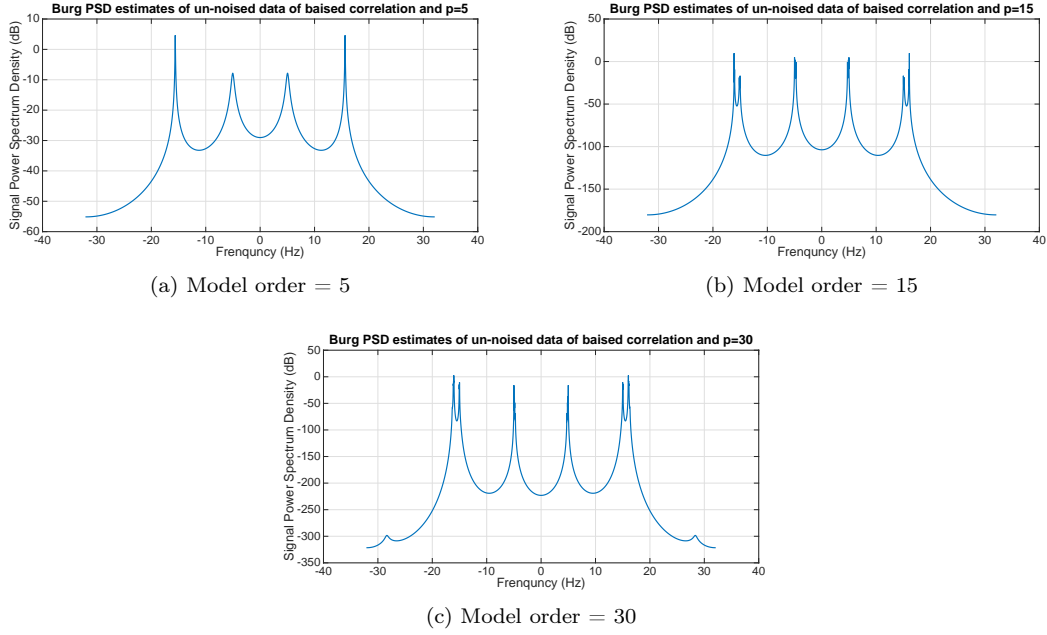 Burg PSD estimates of un-noised data of baised correlation and p=5
Signal Power Spectrum Density (dB)
10
0
-10
-20
-30
-40
-50
-60
-40 -30 -20 -10 0 10 20 30 40
Frenquncy (Hz)
(a) Model order = 5
Burg PSD estimates of un-noised data of baised correlation and p=15
Signal Power Spectrum Density (dB)
50
0
-50
-100
-150
-200
-40 -30 -20 -10 0 10 20 30 40
Frenquncy (Hz)
(b) Model order = 15
Burg PSD estimates of un-noised data of baised correlation and p=30
Signal Power Spectrum Density (dB)
50
0
-50
-100
-150
-200
-250
-300
-350
-40 -30 -20 -10 0 10 20 30 40
Frenquncy (Hz)
(c) Model order = 30